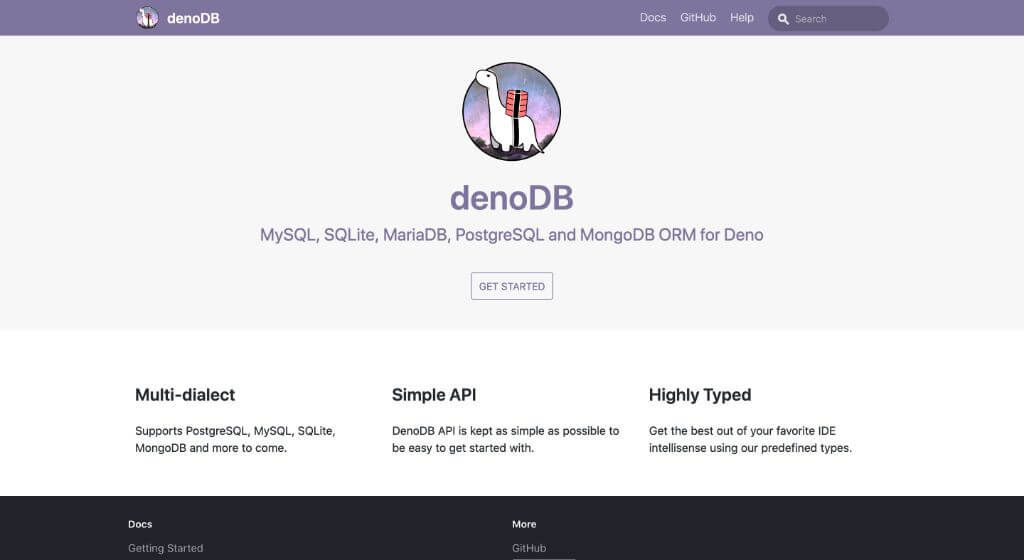 denoDB
Docs
GitHub
Help
Search
denoDB
MySQL, SQLite, MariaDB, PostgreSQL and MongoDB ORM for Deno
GET STARTED
Multi-dialect
Supports PostgreSQL, MySQL, SQLite,
MongoDB and more to come.
Simple API
DenoDB API is kept as simple as possible to
be easy to get started with.
Highly Typed
Get the best out of your favorite IDE
intellisense using our predefined types.
Docs
Getting Started
More
GitHub